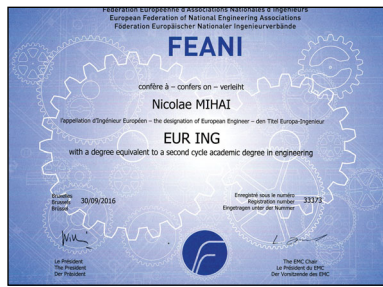 Fédération Européenne d'Associations Nationales d'Ingénieurs
European Federation of National Engineering Associations
Föderation Europäischer Nationaler Ingenieurverbände
FEANI
confère à – confers on – verleiht
Nicolae MIHAI
l'appelation d'Ingénieur Européen – the designation of European Engineer – den Titel Europa-Ingenieur
EUR ING
with a degree equivalent to a second cycle academic degree in engineering
Bruxelles
Brussels 30/09/2016
Brüssel
Enregistré sous le numéro
Registration number 33373
Eingetragen unter der Nummer
Le Président
The President
Der Präsident
The EMC Chair
Le Président du EMC
Der Vorsitzende des EMC